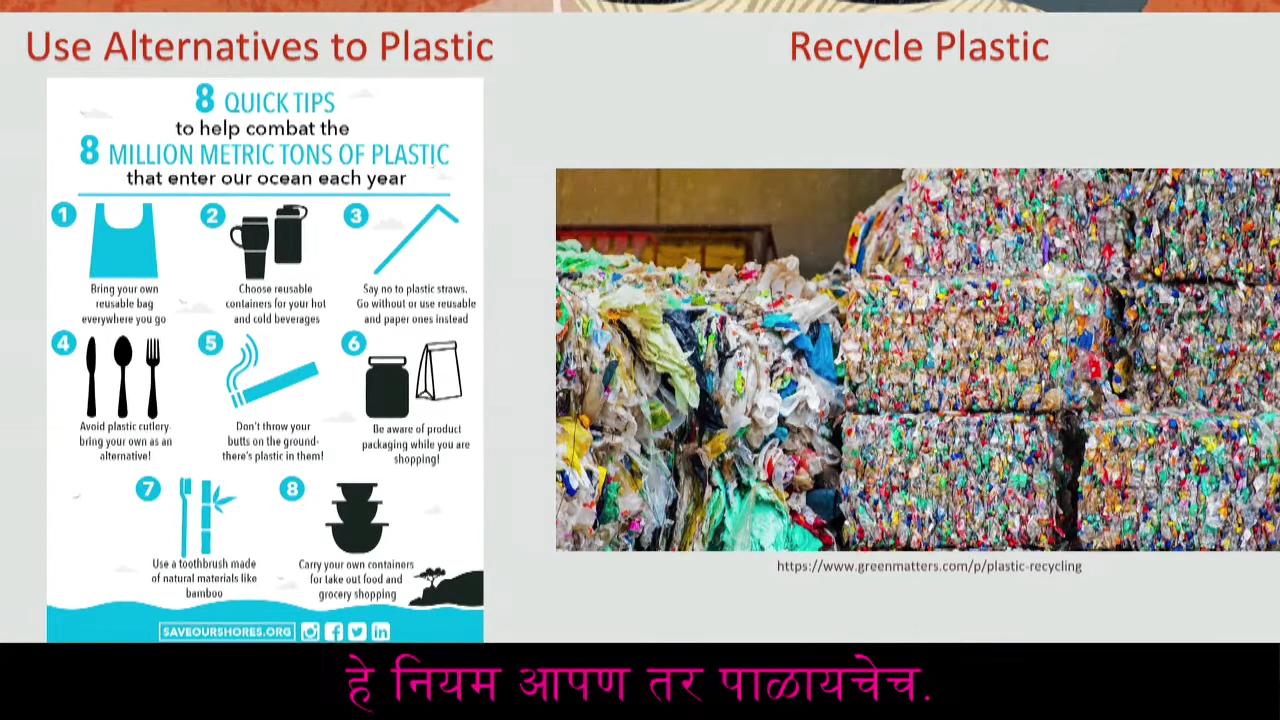 Use Alternatives to Plastic
Recycle Plastic
8 QUICK TIPS
to help combat the
8 MILLION METRIC TONS OF PLASTIC
that enter our ocean each year
1
Bring your own
reusable bag
everywhere you go
2
Choose reusable
containers for your hot
and cold beverages
3
Say no to plastic straws.
Go without or use reusable
and paper ones instead
4
Avoid plastic cutlery-
bring your own as an
alternative!
5
Don't throw your
butts on the ground-
there's plastic in them!
6
Be aware of product
packaging while you are
shopping!
7
Use a toothbrush made
of natural materials like
bamboo
8
Carry your own containers
for take out food and
grocery shopping
SAVEOURSHORES.ORG
https://www.greenmatters.com/p/plastic-recycling
हे नियम आपण तर पाळायचेच.